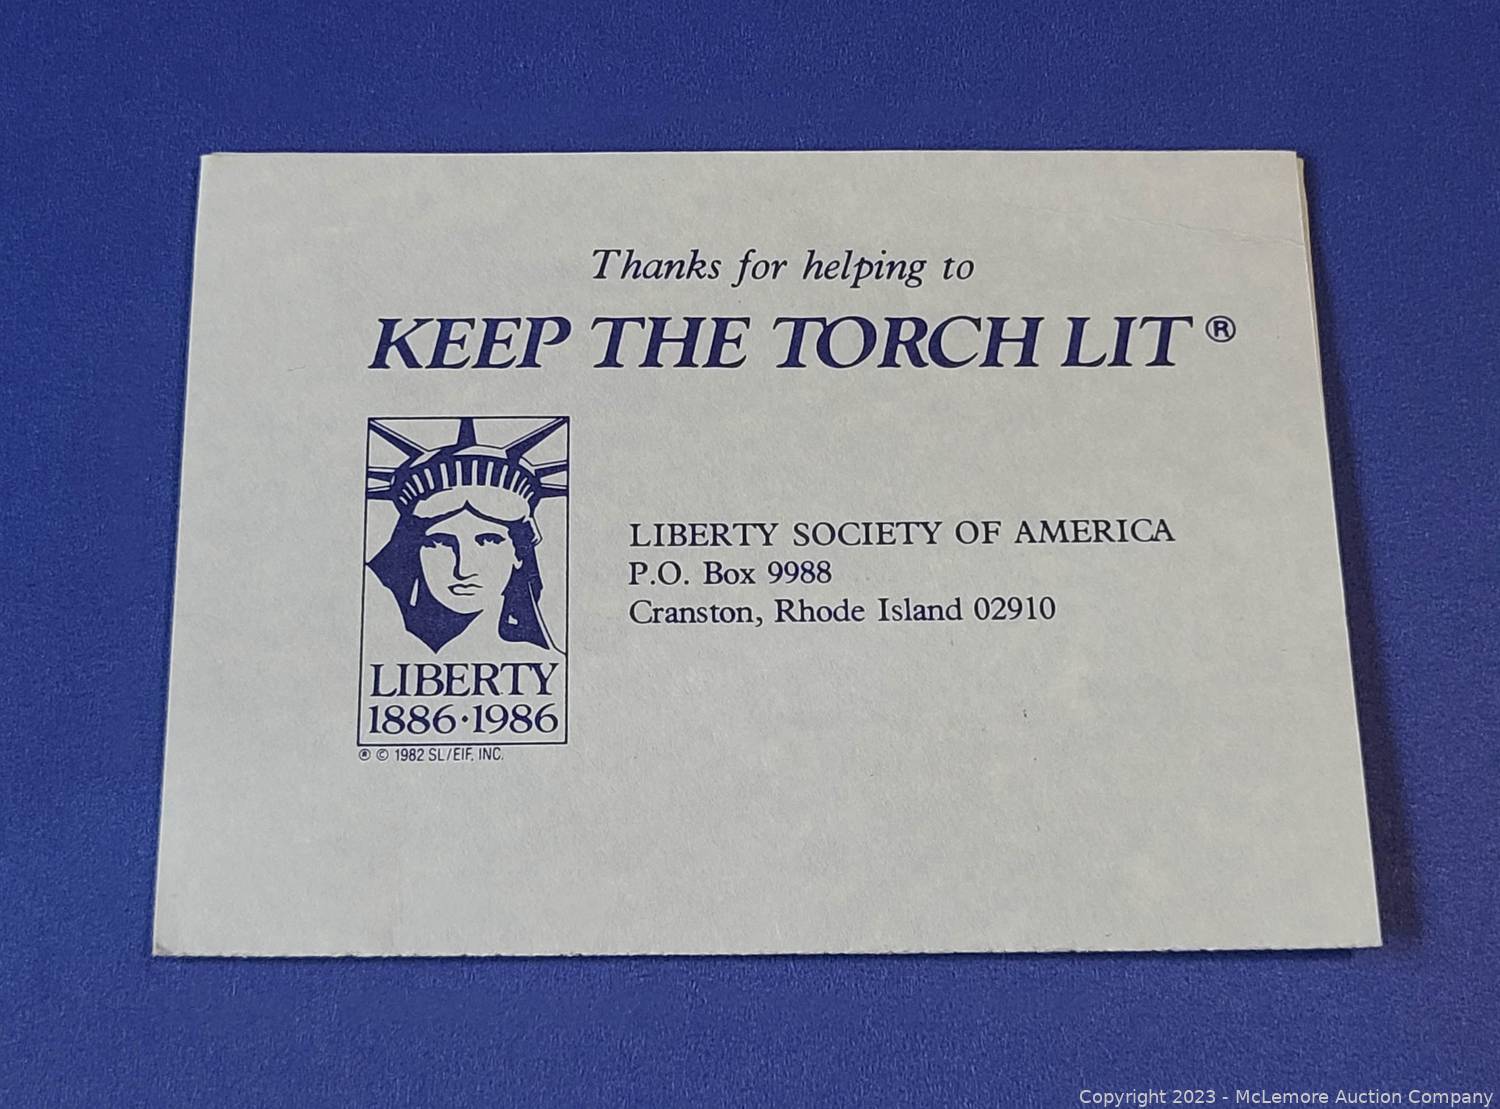 Thanks for helping to
KEEP THE TORCH LIT ®
LIBERTY SOCIETY OF AMERICA
P.O. Box 9988
Cranston, Rhode Island 02910
LIBERTY
1886·1986
® © 1982 SL/EIF, INC.
Copyright 2023 - McLemore Auction Company